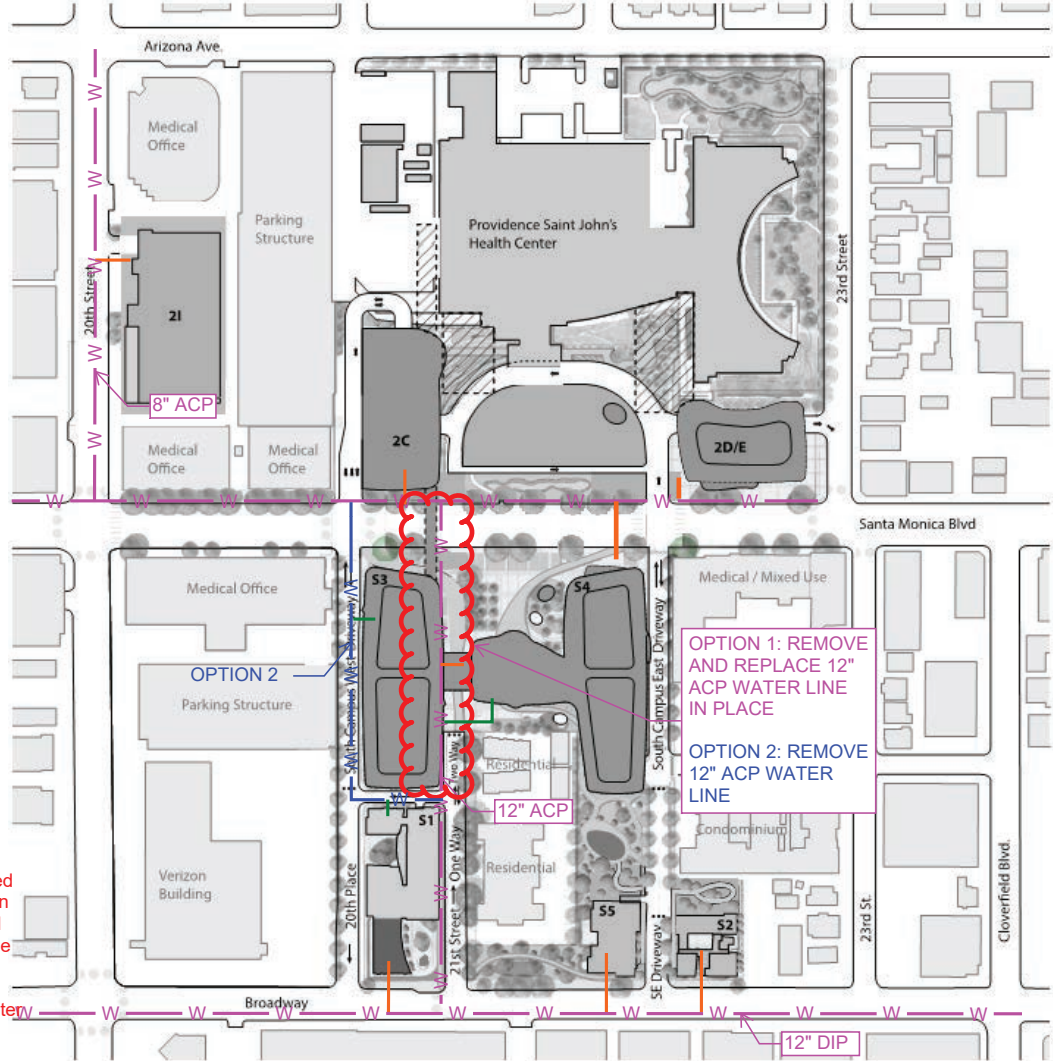 Arizona Ave.
Medical
Office
Parking
Structure
Providence Saint John's
Health Center
20th Street
23rd Street
2I
8" ACP
2C
2D/E
Medical
Office
Medical
Office
W W W W W W W W W W W W W
Santa Monica Blvd
Medical Office
S3
S4
Medical / Mixed Use
South Campus West Driveway
South Campus East Driveway
OPTION 2
Parking Structure
OPTION 1: REMOVE
AND REPLACE 12"
ACP WATER LINE
IN PLACE
OPTION 2: REMOVE
12" ACP WATER
LINE
Two Way
Residential
12" ACP
S1
Condominium
One Way
Residential
Verizon
Building
20th Place
21st Street
S5
S2
SE Driveway
23rd St.
Cloverfield Blvd.
ed
n
e
ter
Broadway
W W W W W W W W W W W W
12" DIP